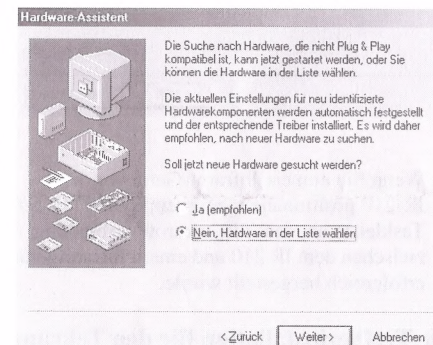 Hardware-Assistent
Die Suche nach Hardware, die nicht Plug & Play
kompatibel ist, kann jetzt gestartet werden, oder Sie
können die Hardware in der Liste wählen.
Die aktuellen Einstellungen für neu identifizierte
Hardwarekomponenten werden automatisch festgestellt
und der entsprechende Treiber installiert. Es wird daher
empfohlen, nach neuer Hardware zu suchen.
Soll jetzt neue Hardware gesucht werden?
Ja (empfohlen)
Nein, Hardware in der Liste wählen
< Zurück Weiter > Abbrechen